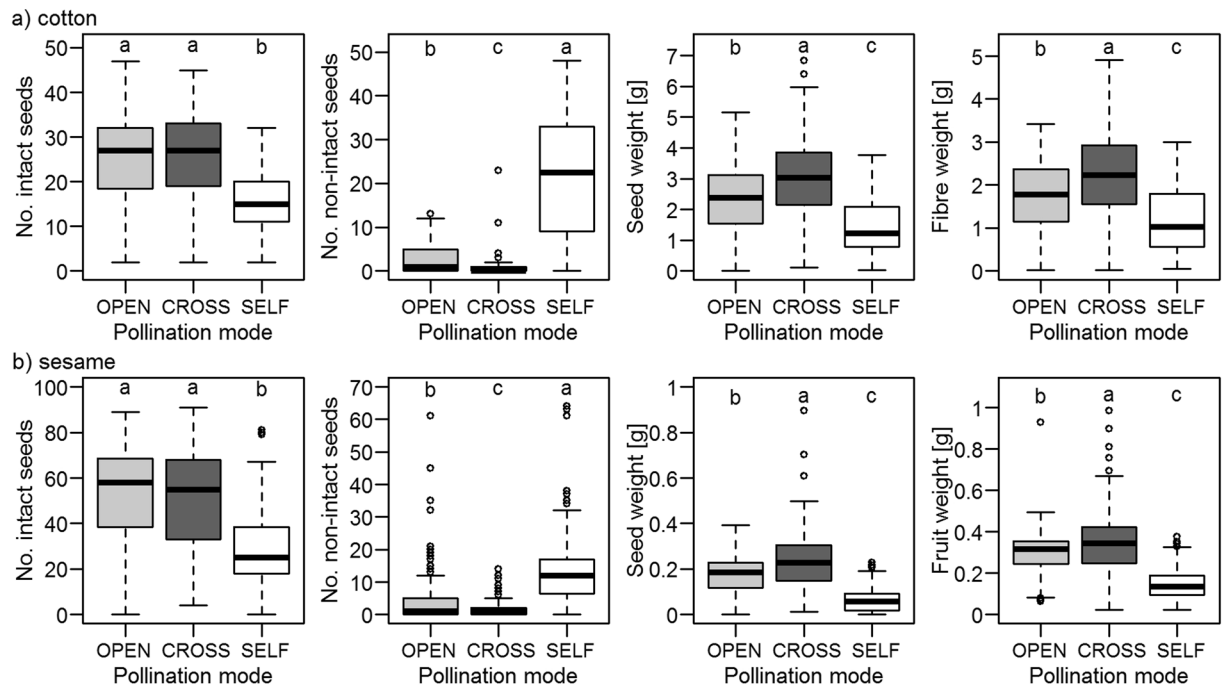 a) cotton
No. intact seeds
50
40
30
20
10
0
a a b
OPEN CROSS SELF
Pollination mode
No. non-intact seeds
50
40
30
20
10
0
b c a
OPEN CROSS SELF
Pollination mode
Seed weight [g]
7
6
5
4
3
2
1
0
b a c
OPEN CROSS SELF
Pollination mode
Fibre weight [g]
5
4
3
2
1
0
b a c
OPEN CROSS SELF
Pollination mode
b) sesame
No. intact seeds
100
80
60
40
20
0
a a b
OPEN CROSS SELF
Pollination mode
No. non-intact seeds
70
60
50
40
30
20
10
0
b c a
OPEN CROSS SELF
Pollination mode
Seed weight [g]
1
0.8
0.6
0.4
0.2
0
b a c
OPEN CROSS SELF
Pollination mode
Fruit weight [g]
1
0.8
0.6
0.4
0.2
0
b a c
OPEN CROSS SELF
Pollination mode